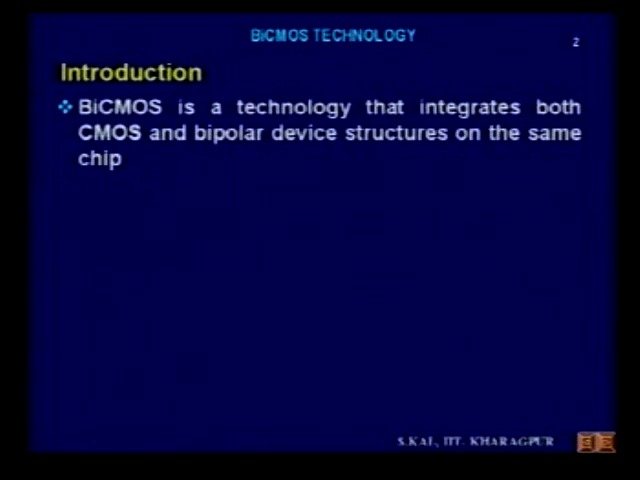 BiCMOS TECHNOLOGY
2
Introduction
❖ BiCMOS is a technology that integrates both
CMOS and bipolar device structures on the same
chip
S.KAL, IIT- KHARAGPUR